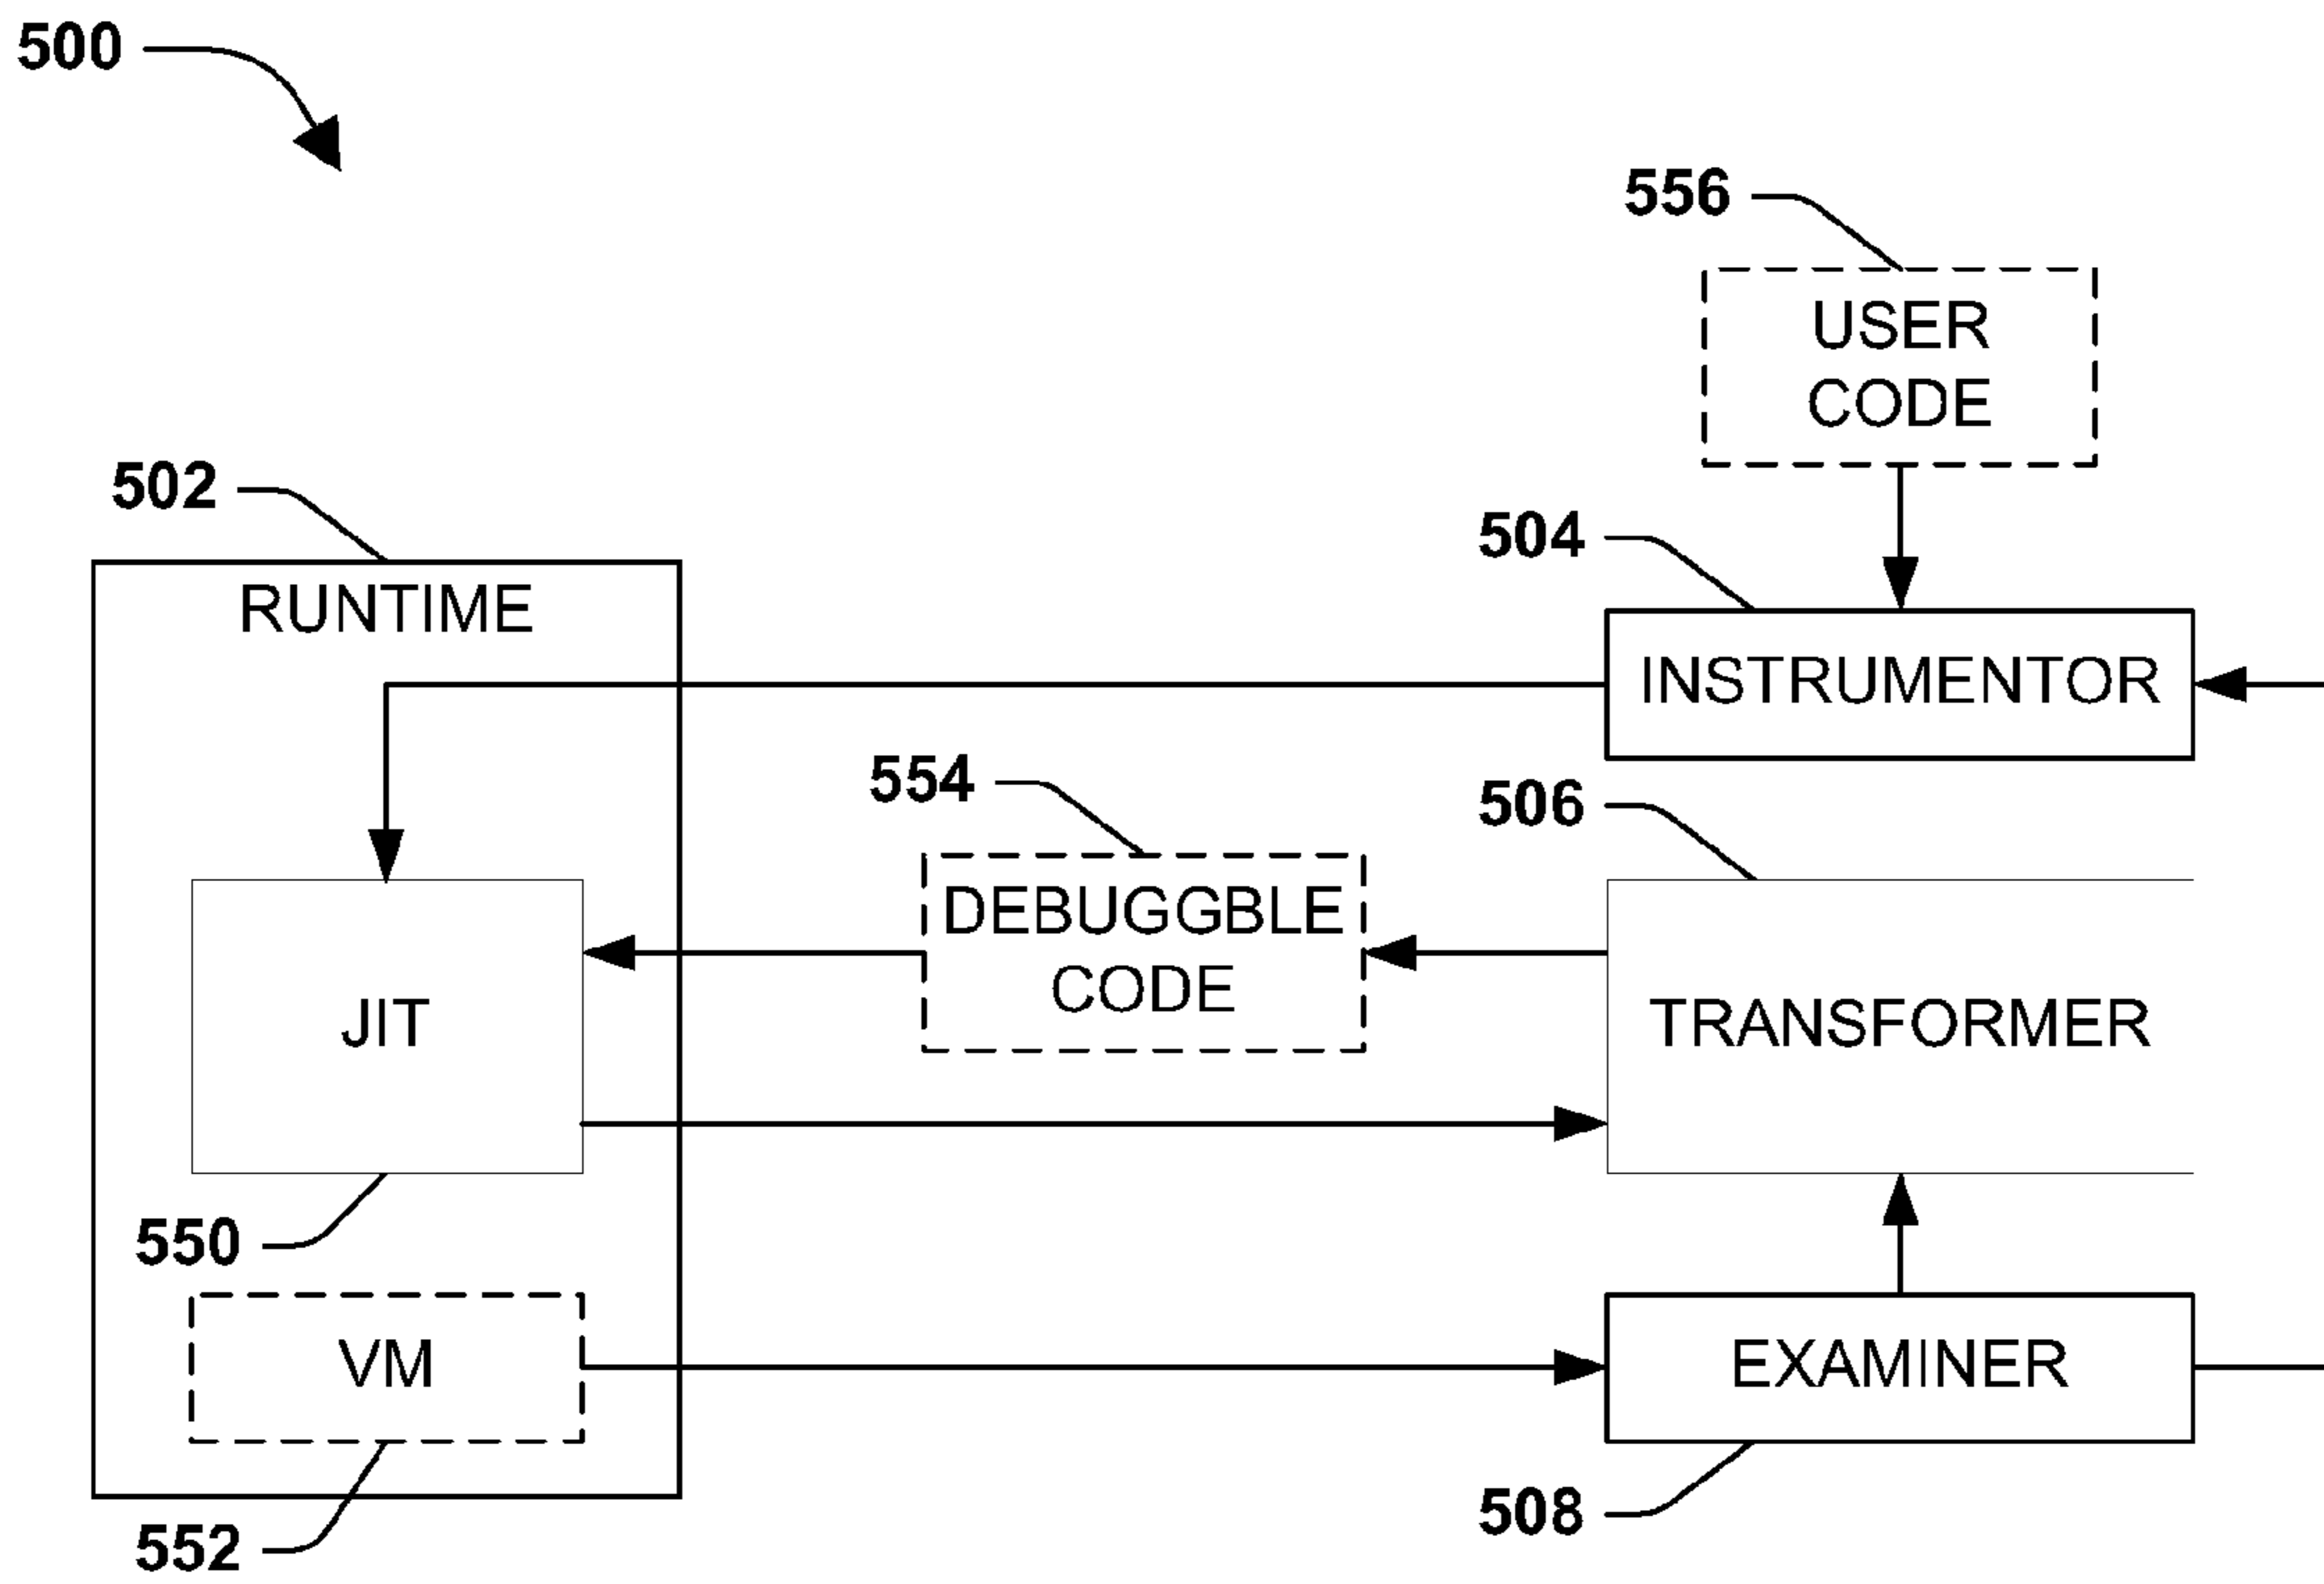 500
556
USER
CODE
502
504
RUNTIME
INSTRUMENTOR
554
506
DEBUGGBLE
CODE
JIT
TRANSFORMER
550
VM
EXAMINER
508
552